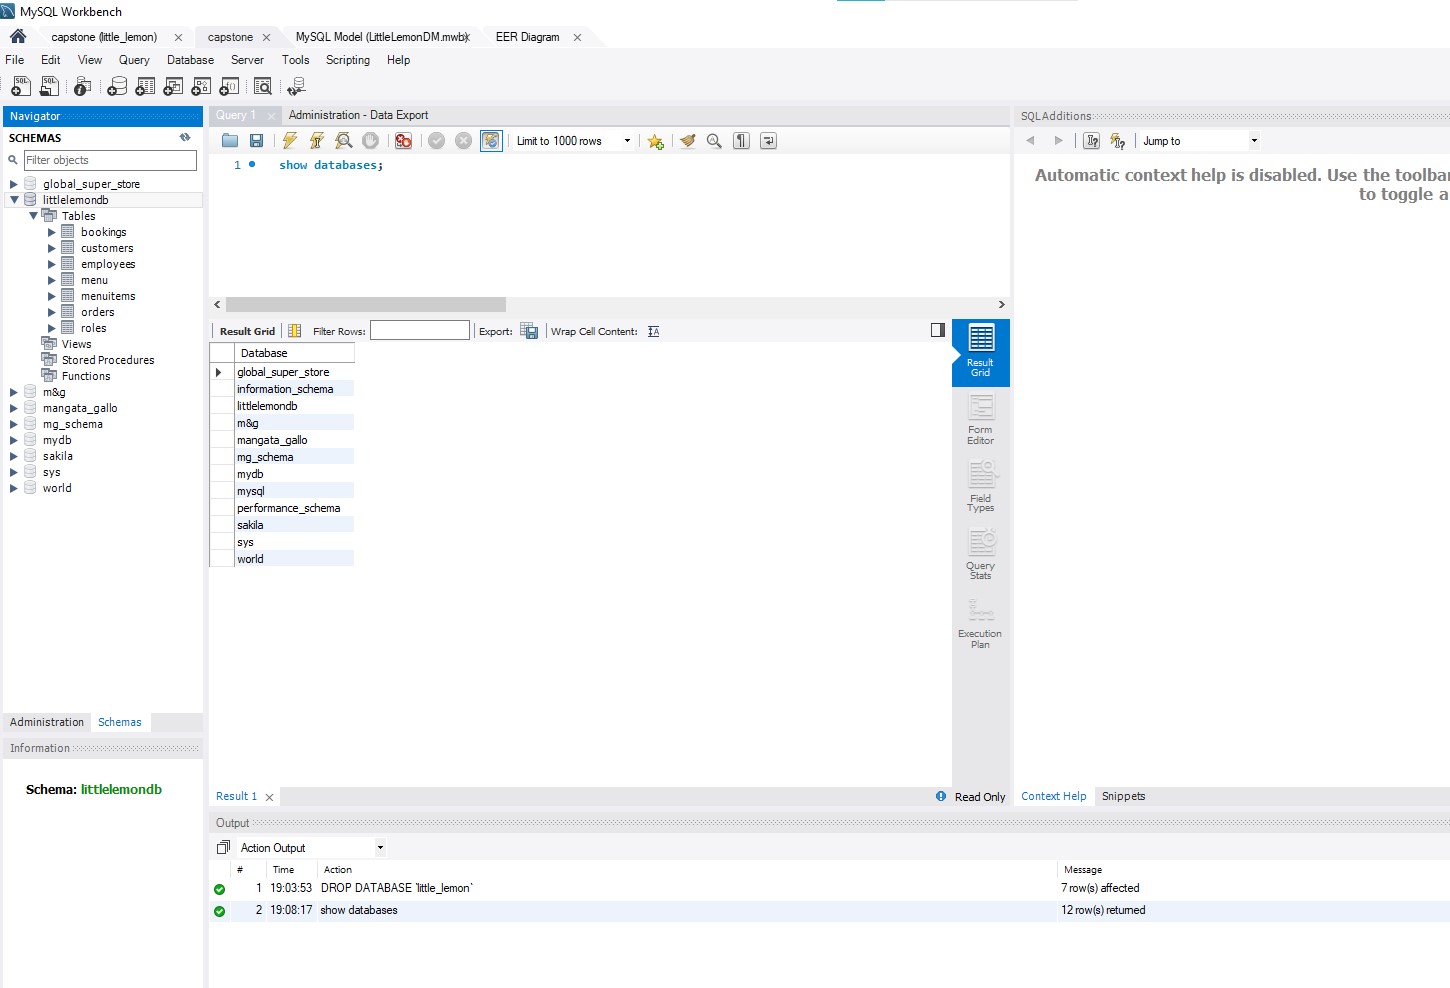 MySQL Workbench
capstone (little_lemon)
capstone
MySQL Model (LittleLemonDM.mwb)
EER Diagram
File Edit View Query Database Server Tools Scripting Help
Navigator
SCHEMAS
Filter objects
global_super_store
littlelemondb
Tables
bookings
customers
employees
menu
menuitems
orders
roles
Views
Stored Procedures
Functions
m&g
mangata_gallo
mg_schema
mydb
sakila
sys
world
Administration Schemas
Information
Schema: littlelemondb
Query 1
Administration - Data Export
Limit to 1000 rows
1 show databases;
Result Grid Filter Rows: Export: Wrap Cell Content:
Database
global_super_store
information_schema
littlelemondb
m&g
mangata_gallo
mg_schema
mydb
mysql
performance_schema
sakila
sys
world
Result
Grid
Form
Editor
Field
Types
Query
Stats
Execution
Plan
Result 1
Read Only
SQLAdditions
Jump to
Automatic context help is disabled. Use the toolbar
to toggle a
Context Help Snippets
Output
Action Output
# Time Action Message
1 19:03:53 DROP DATABASE `little_lemon` 7 row(s) affected
2 19:08:17 show databases 12 row(s) returned